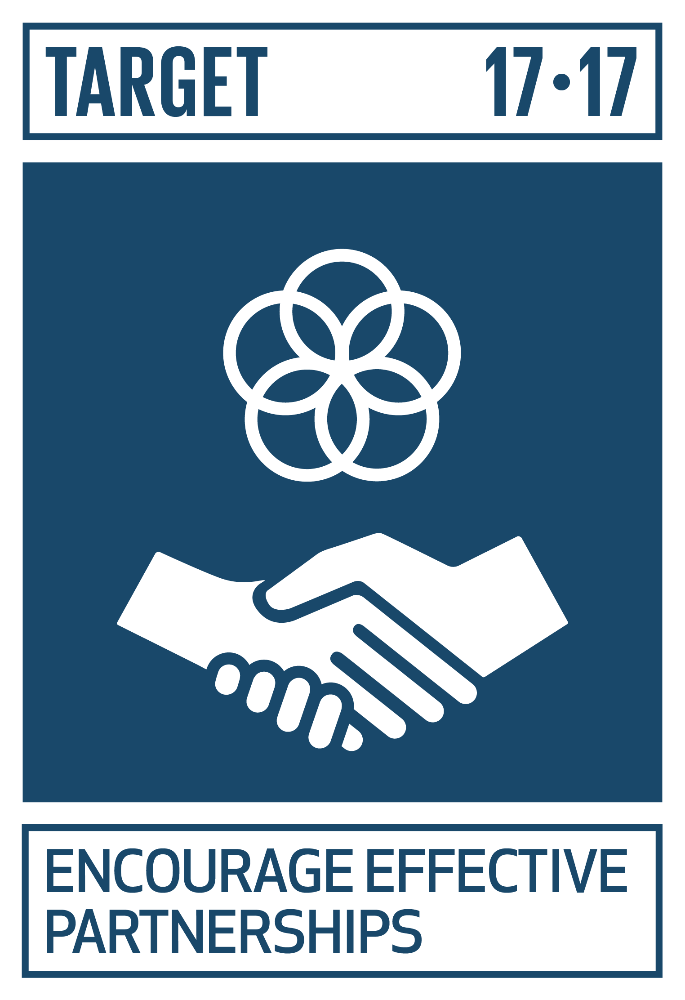 TARGET 17·17
ENCOURAGE EFFECTIVE
PARTNERSHIPS